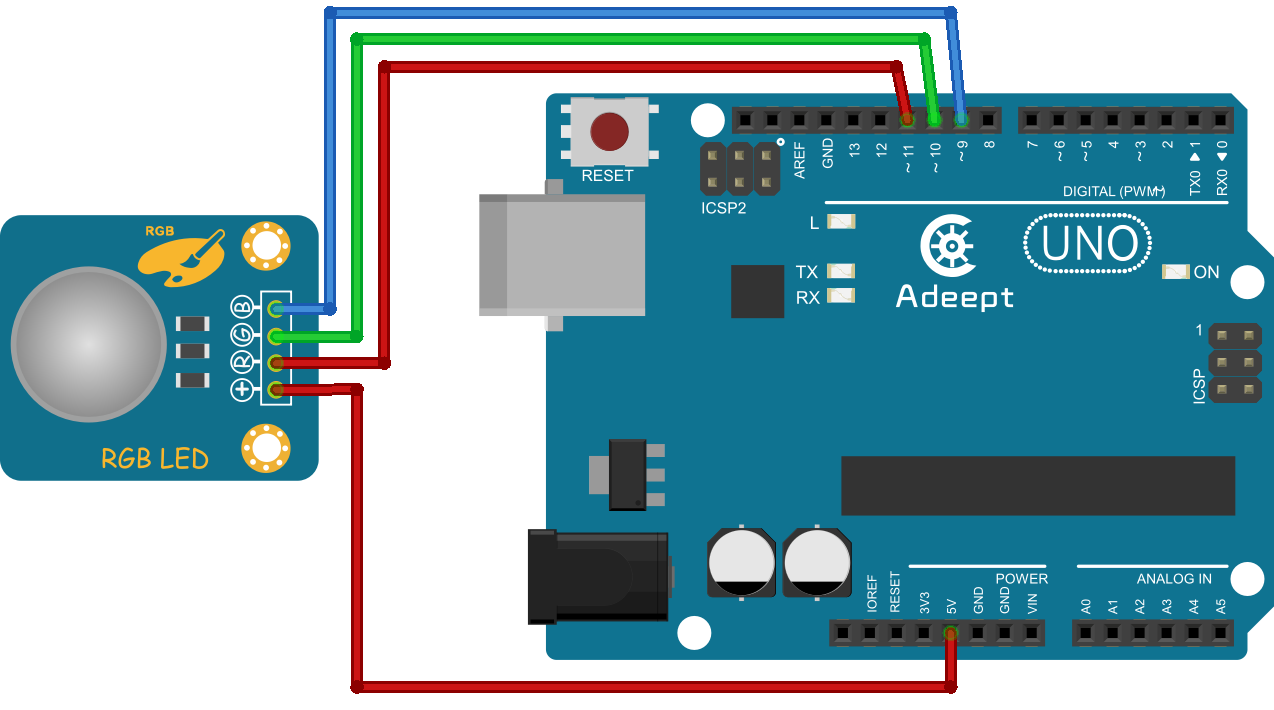 RESET
ICSP2
AREF
GND
13
12
~ 11
~ 10
~ 9
8
7
~ 6
~ 5
4
~ 3
2
TX0 ▶ 1
RX0 ◀ 0
DIGITAL (PWM~)
L
TX
RX
Adeept
UNO
ON
1
ICSP
RGB
B
G
R
+
RGB LED
POWER
ANALOG IN
IOREF
RESET
3V3
5V
GND
GND
VIN
A0
A1
A2
A3
A4
A5